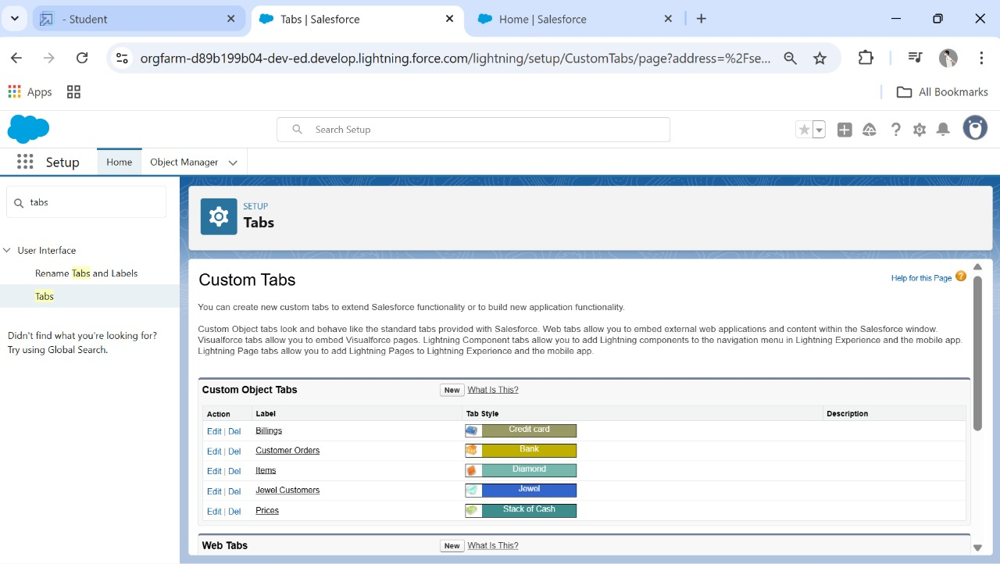 - Student
Tabs | Salesforce
Home | Salesforce
orgfarm-d89b199b04-dev-ed.develop.lightning.force.com/lightning/setup/CustomTabs/page?address=%2Fse...
Apps
All Bookmarks
Search Setup
Setup
Home
Object Manager
tabs
User Interface
Rename Tabs and Labels
Tabs
Didn't find what you're looking for?
Try using Global Search.
SETUP
Tabs
Custom Tabs
Help for this Page
You can create new custom tabs to extend Salesforce functionality or to build new application functionality.
Custom Object tabs look and behave like the standard tabs provided with Salesforce. Web tabs allow you to embed external web applications and content within the Salesforce window.
Visualforce tabs allow you to embed Visualforce pages. Lightning Component tabs allow you to add Lightning components to the navigation menu in Lightning Experience and the mobile app.
Lightning Page tabs allow you to add Lightning Pages to Lightning Experience and the mobile app.
Custom Object Tabs New What Is This?
Action Label Tab Style Description
Edit | Del Billings Credit card
Edit | Del Customer Orders Bank
Edit | Del Items Diamond
Edit | Del Jewel Customers Jewel
Edit | Del Prices Stack of Cash
Web Tabs New What Is This?